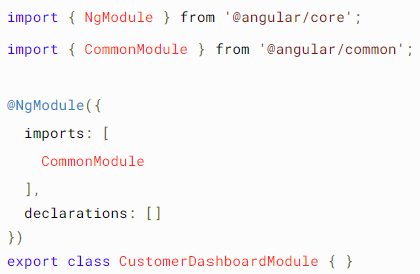 import { NgModule } from '@angular/core';
import { CommonModule } from '@angular/common';
@NgModule({
imports: [
CommonModule
],
declarations: []
})
export class CustomerDashboardModule { }